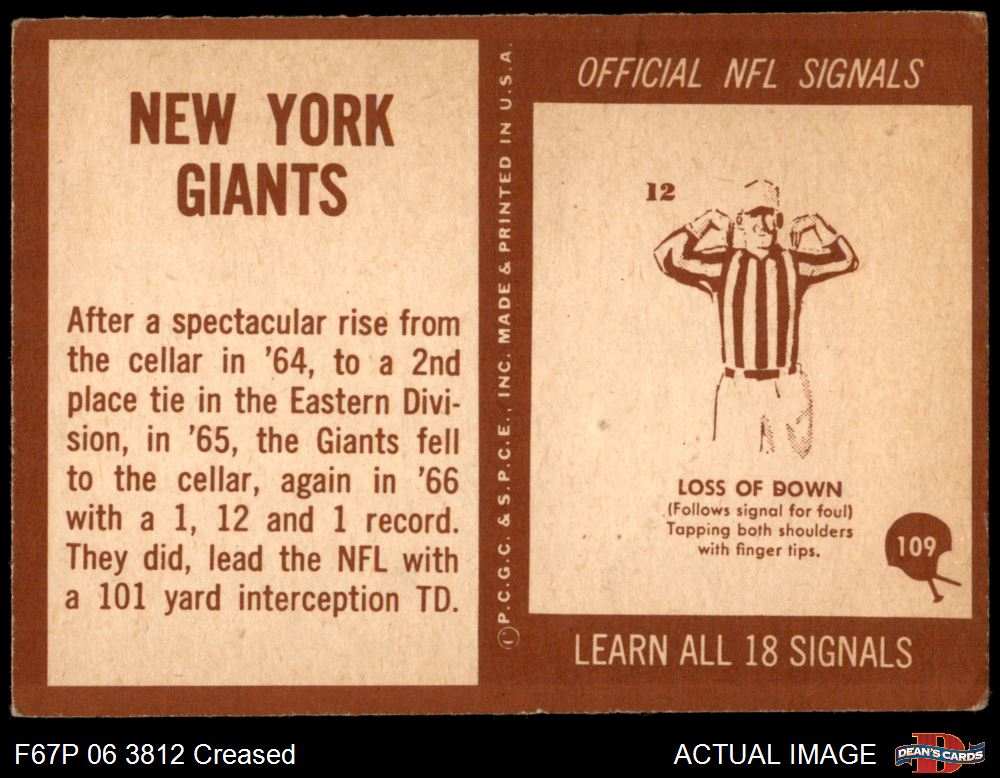 NEW YORK
GIANTS
After a spectacular rise from
the cellar in '64, to a 2nd
place tie in the Eastern Divi-
sion, in '65, the Giants fell
to the cellar, again in '66
with a 1, 12 and 1 record.
They did, lead the NFL with
a 101 yard interception TD.
©P.C.G.C. & S.P.C.E., INC. MADE & PRINTED IN U.S.A.
OFFICIAL NFL SIGNALS
12
LOSS OF DOWN
(Follows signal for foul)
Tapping both shoulders
with finger tips.
109
LEARN ALL 18 SIGNALS
F67P 06 3812 Creased
ACTUAL IMAGE
D
DEAN'S CARDS